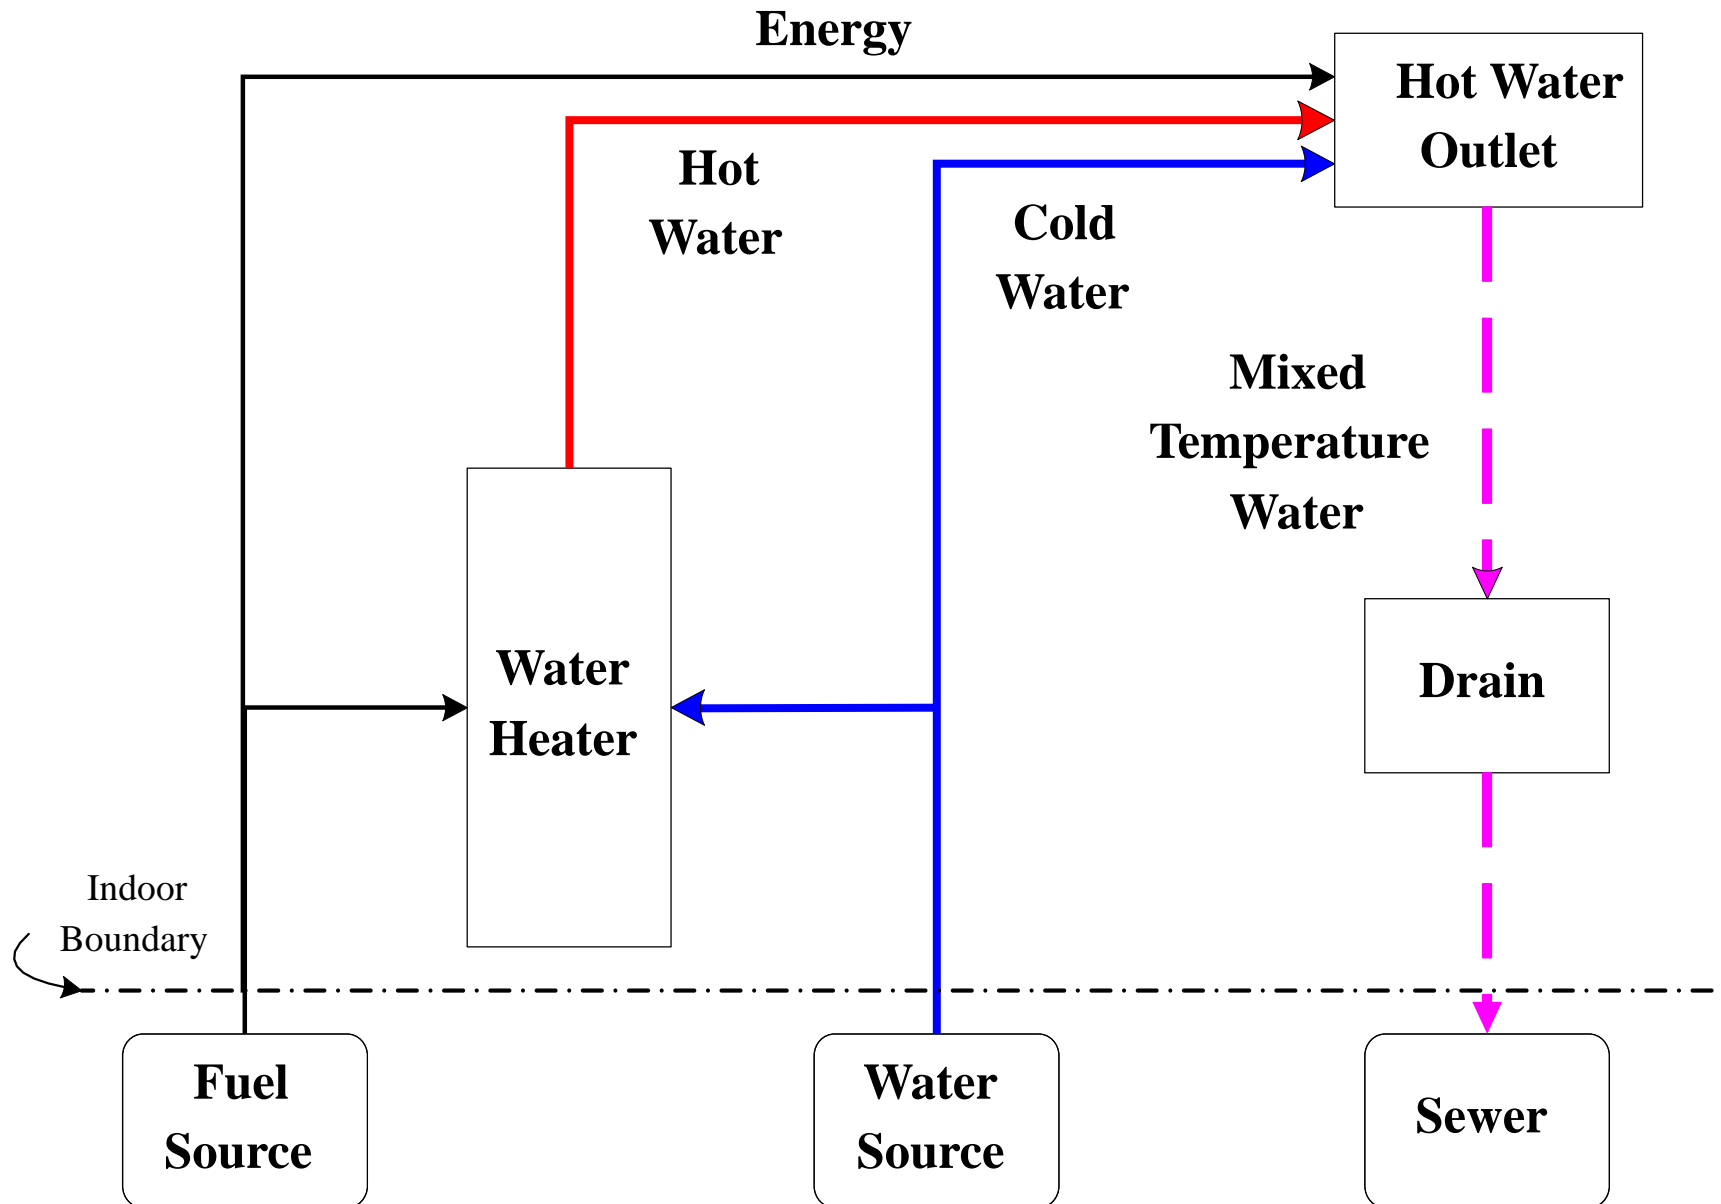 Energy
Hot Water
Outlet
Hot
Water
Cold
Water
Mixed
Temperature
Water
Water
Heater
Drain
Indoor
Boundary
Fuel
Source
Water
Source
Sewer